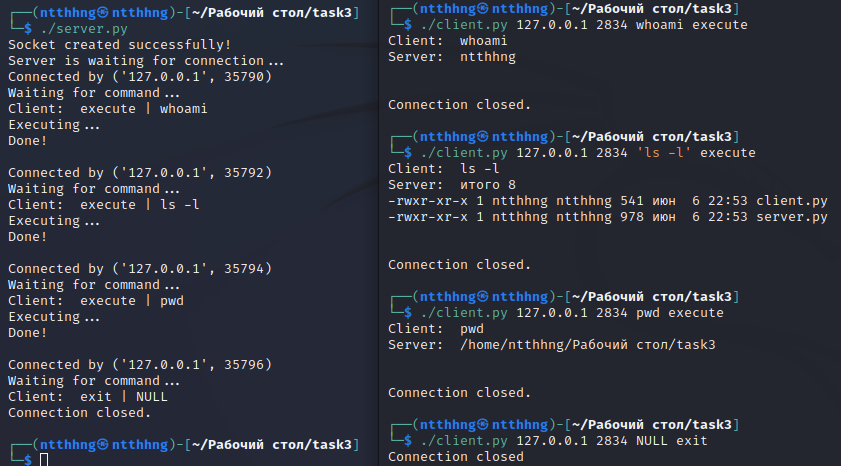 ┌──(ntthhng㉿ntthhng)-[~/Рабочий стол/task3]
└─$ ./server.py
Socket created successfully!
Server is waiting for connection...
Connected by ('127.0.0.1', 35790)
Waiting for command...
Client:  execute | whoami
Executing...
Done!
Connected by ('127.0.0.1', 35792)
Waiting for command...
Client:  execute | ls -l
Executing...
Done!
Connected by ('127.0.0.1', 35794)
Waiting for command...
Client:  execute | pwd
Executing...
Done!
Connected by ('127.0.0.1', 35796)
Waiting for command...
Client:  exit | NULL
Connection closed.
┌──(ntthhng㉿ntthhng)-[~/Рабочий стол/task3]
└─$
┌──(ntthhng㉿ntthhng)-[~/Рабочий стол/task3]
└─$ ./client.py 127.0.0.1 2834 whoami execute
Client:  whoami
Server:  ntthhng
Connection closed.
┌──(ntthhng㉿ntthhng)-[~/Рабочий стол/task3]
└─$ ./client.py 127.0.0.1 2834 'ls -l' execute
Client:  ls -l
Server:  итого 8
-rwxr-xr-x 1 ntthhng ntthhng 541 июн  6 22:53 client.py
-rwxr-xr-x 1 ntthhng ntthhng 978 июн  6 22:53 server.py
Connection closed.
┌──(ntthhng㉿ntthhng)-[~/Рабочий стол/task3]
└─$ ./client.py 127.0.0.1 2834 pwd execute
Client:  pwd
Server:  /home/ntthhng/Рабочий стол/task3
Connection closed.
┌──(ntthhng㉿ntthhng)-[~/Рабочий стол/task3]
└─$ ./client.py 127.0.0.1 2834 NULL exit
Connection closed